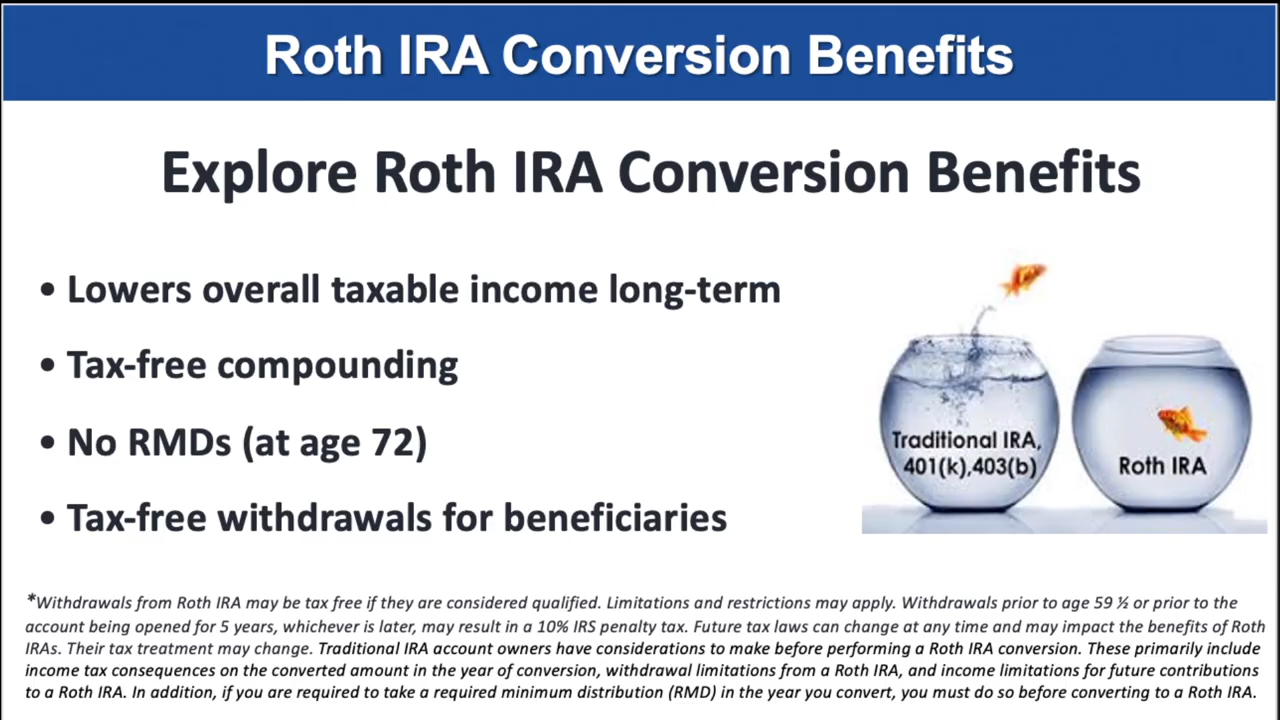 Roth IRA Conversion Benefits
Explore Roth IRA Conversion Benefits
• Lowers overall taxable income long-term
• Tax-free compounding
• No RMDs (at age 72)
• Tax-free withdrawals for beneficiaries
Traditional IRA,
401(k),403(b)
Roth IRA
*Withdrawals from Roth IRA may be tax free if they are considered qualified. Limitations and restrictions may apply. Withdrawals prior to age 59 ½ or prior to the
account being opened for 5 years, whichever is later, may result in a 10% IRS penalty tax. Future tax laws can change at any time and may impact the benefits of Roth
IRAs. Their tax treatment may change. Traditional IRA account owners have considerations to make before performing a Roth IRA conversion. These primarily include
income tax consequences on the converted amount in the year of conversion, withdrawal limitations from a Roth IRA, and income limitations for future contributions
to a Roth IRA. In addition, if you are required to take a required minimum distribution (RMD) in the year you convert, you must do so before converting to a Roth IRA.